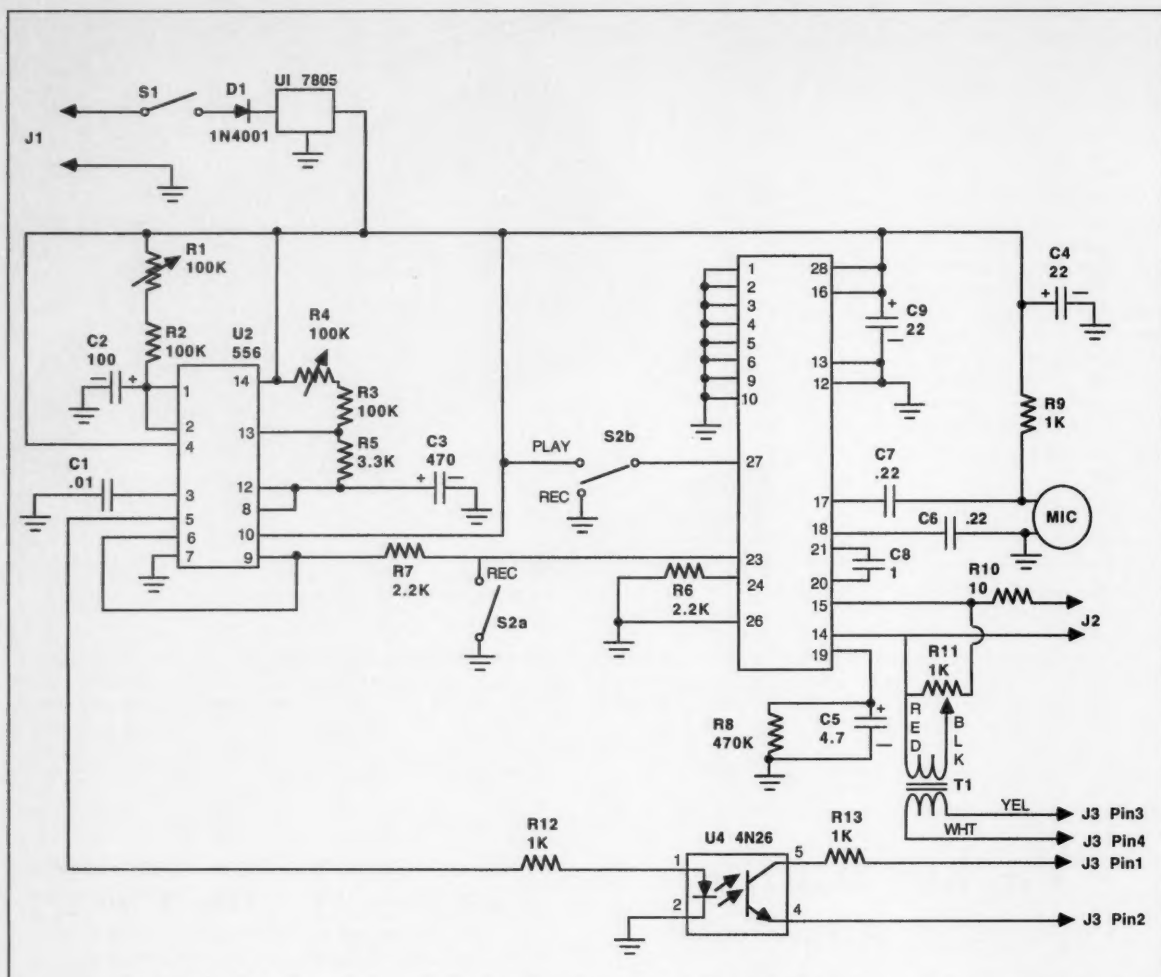 S1
D1
1N4001
UI 7805
J1
R1
100K
R2
100K
C2
100
U2
556
R4
100K
R3
100K
R5
3.3K
C3
470
C1
.01
R7
2.2K
1
2
4
3
5
6
7
14
13
12
8
10
9
PLAY
REC
S2b
REC
S2a
R6
2.2K
1
2
3
4
5
6
9
10
27
23
24
26
28
16
13
12
17
18
21
20
15
14
19
C9
22
C4
22
R9
1K
C7
.22
C6 .22
MIC
C8
1
R10
10
J2
R11
1K
RED
BLK
T1
R8
470K
C5
4.7
YEL
WHT
J3 Pin3
J3 Pin4
R12
1K
U4 4N26
1
2
5
4
R13
1K
J3 Pin1
J3 Pin2